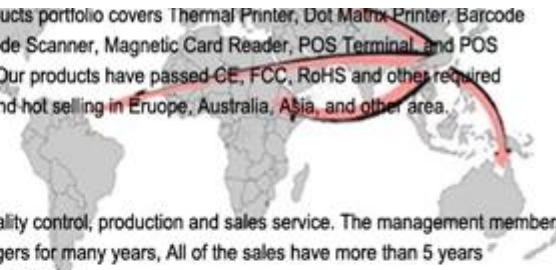 ucts portfolio covers Thermal Printer, Dot Matrix Printer, Barcode
de Scanner, Magnetic Card Reader, POS Terminal, and POS
Our products have passed CE, FCC, RoHS and other required
nd hot selling in Eruope, Australia, Asia, and other area.
ality control, production and sales service. The management member
gers for many years, All of the sales have more than 5 years